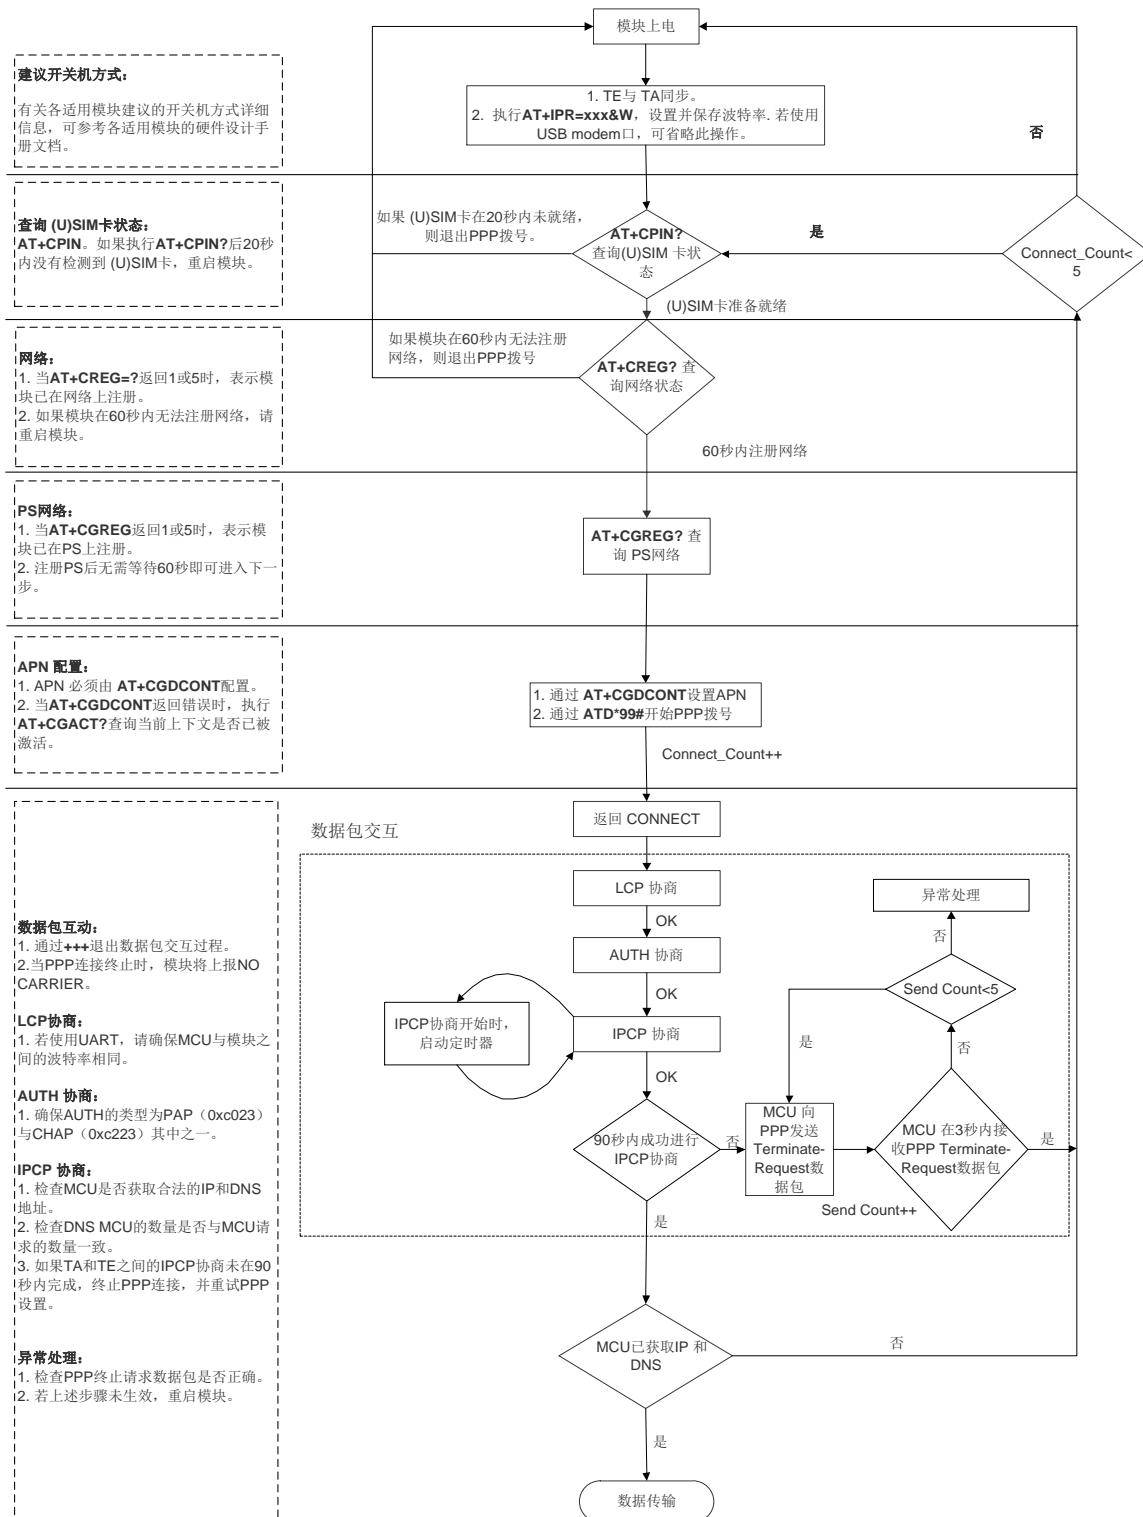 模块上电
建议开关机方式：
有关各适用模块建议的开关机方式详细
信息，可参考各适用模块的硬件设计手
册文档。
1. TE与 TA同步。
2. 执行AT+IPR=xxx&W，设置并保存波特率. 若使用
USB modem口，可省略此操作。
否
查询 (U)SIM卡状态：
AT+CPIN。如果执行AT+CPIN?后20秒
内没有检测到 (U)SIM卡，重启模块。
如果 (U)SIM卡在20秒内未就绪，
则退出PPP拨号。
AT+CPIN?
查询(U)SIM 卡状
态
是
Connect_Count<
5
(U)SIM卡准备就绪
网络：
1. 当AT+CREG=?返回1或5时，表示模
块已在网络上注册。
2. 如果模块在60秒内无法注册网络，请
重启模块。
如果模块在60秒内无法注册
网络，则退出PPP拨号
AT+CREG? 查
询网络状态
60秒内注册网络
PS网络：
1. 当AT+CGREG返回1或5时，表示模
块已在PS上注册。
2. 注册PS后无需等待60秒即可进入下一
步。
AT+CGREG? 查
询 PS网络
APN 配置：
1. APN 必须由 AT+CGDCONT配置。
2. 当AT+CGDCONT返回错误时，执行
AT+CGACT?查询当前上下文是否已被
激活。
1. 通过 AT+CGDCONT设置APN
2. 通过 ATD*99#开始PPP拨号
Connect_Count++
返回 CONNECT
数据包交互
LCP 协商
OK
AUTH 协商
OK
IPCP协商开始时，
启动定时器
IPCP 协商
OK
90秒内成功进行
IPCP协商
否
是
MCU 向
PPP发送
Terminate-
Request数据
包
Send Count++
MCU 在3秒内接
收PPP Terminate-
Request数据包
是
否
Send Count<5
是
否
异常处理
数据包互动：
1. 通过+++退出数据包交互过程。
2.当PPP连接终止时，模块将上报NO
CARRIER。
LCP协商：
1. 若使用UART，请确保MCU与模块之
间的波特率相同。
AUTH 协商：
1. 确保AUTH的类型为PAP（0xc023）
与CHAP（0xc223）其中之一。
IPCP 协商：
1. 检查MCU是否获取合法的IP和DNS
地址。
2. 检查DNS MCU的数量是否与MCU请
求的数量一致。
3. 如果TA和TE之间的IPCP协商未在90
秒内完成，终止PPP连接，并重试PPP
设置。
异常处理：
1. 检查PPP终止请求数据包是否正确。
2. 若上述步骤未生效，重启模块。
MCU已获取IP 和
DNS
否
是
数据传输